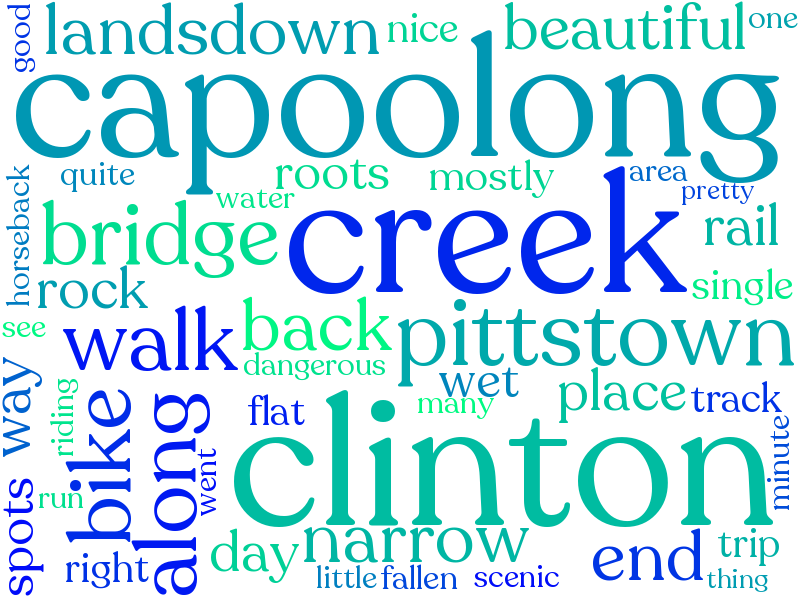 good
landsdown
nice
beautiful
one
capoolong
quite
roots
mostly
area
pretty
water
horseback
bridge
creek
rail
rock
single
see
walk
back
pittstown
dangerous
way
wet
place
track
riding
bike
along
flat
many
clinton
minute
went
spots
run
right
day
narrow
end
trip
little
fallen
scenic
thing